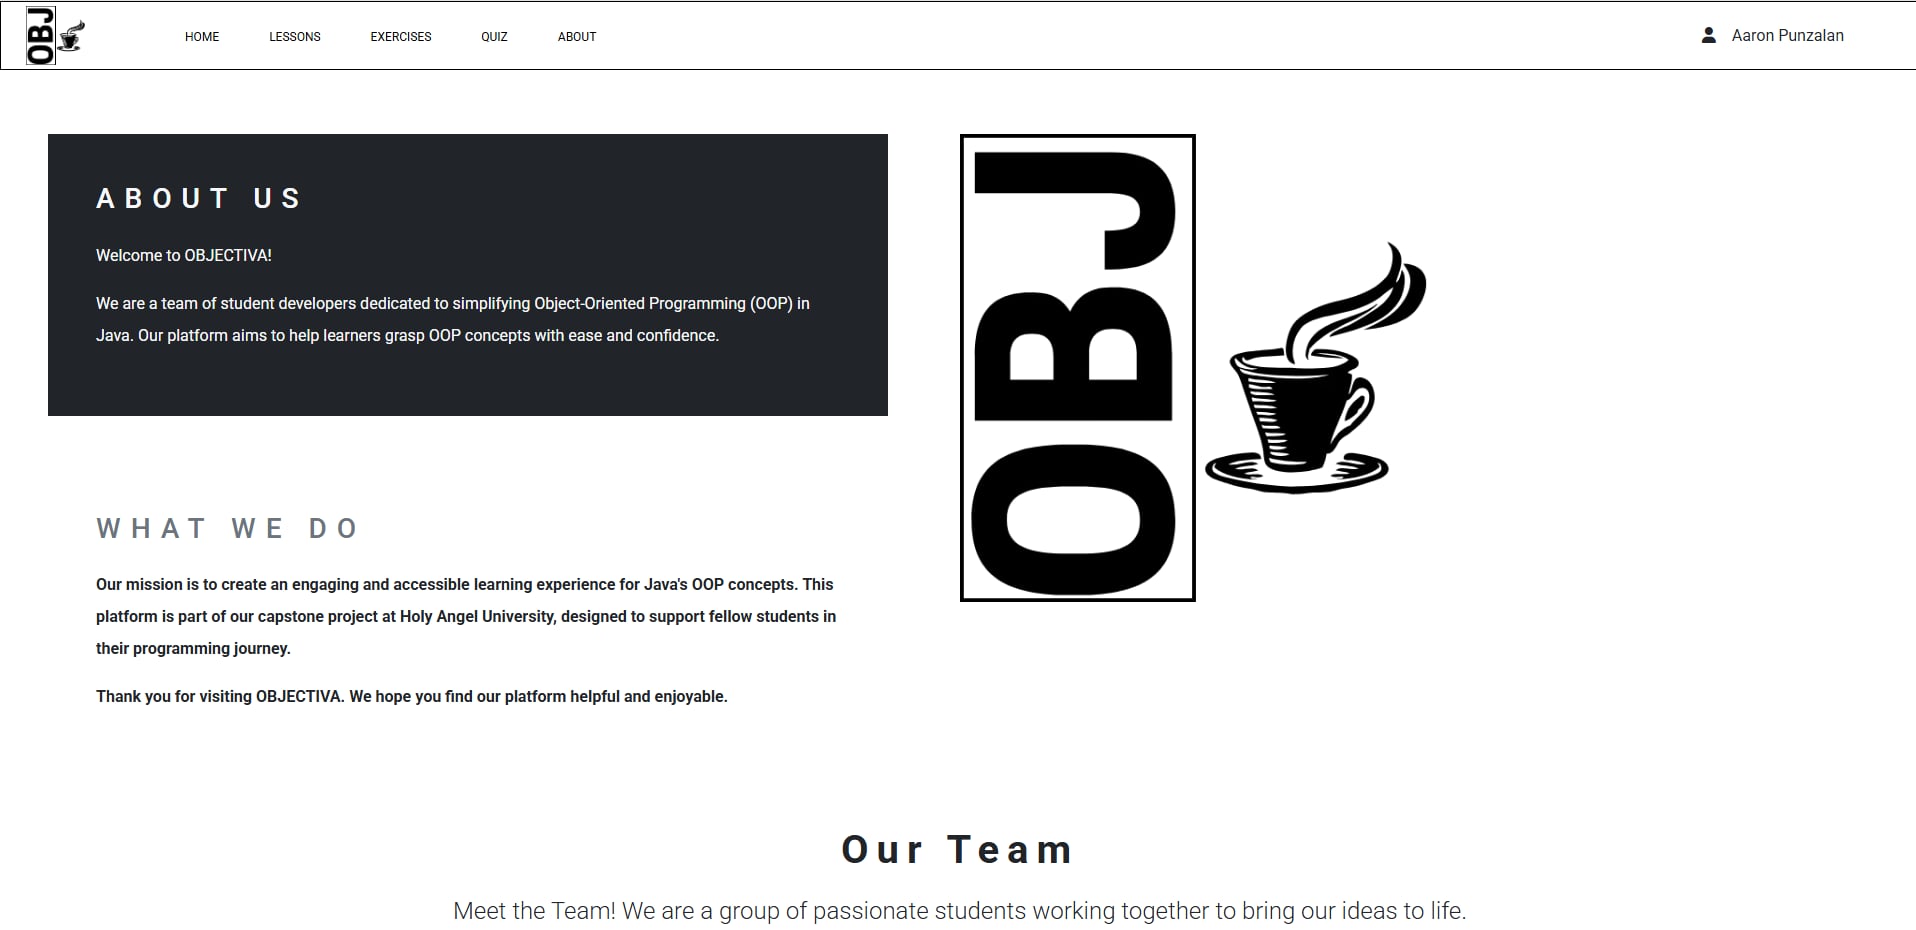 OBJ
HOME
LESSONS
EXERCISES
QUIZ
ABOUT
Aaron Punzalan
ABOUT US
Welcome to OBJECTIVA!
We are a team of student developers dedicated to simplifying Object-Oriented Programming (OOP) in
Java. Our platform aims to help learners grasp OOP concepts with ease and confidence.
OBJ
WHAT WE DO
Our mission is to create an engaging and accessible learning experience for Java's OOP concepts. This
platform is part of our capstone project at Holy Angel University, designed to support fellow students in
their programming journey.
Thank you for visiting OBJECTIVA. We hope you find our platform helpful and enjoyable.
Our Team
Meet the Team! We are a group of passionate students working together to bring our ideas to life.